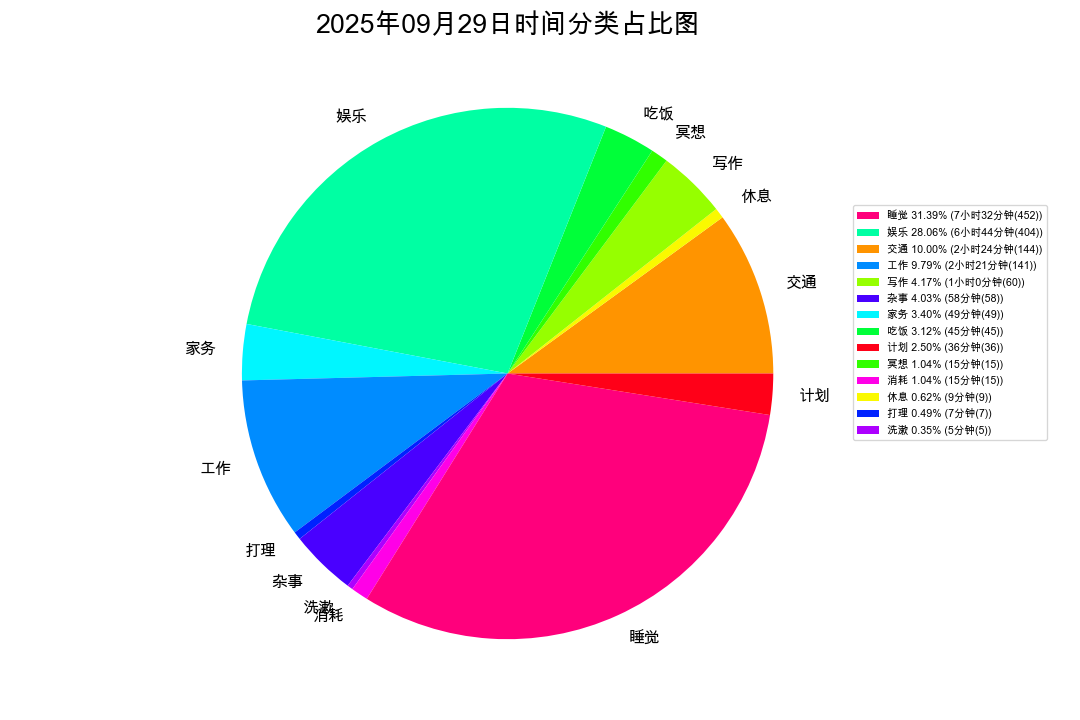 2025年09月29日时间分类占比图
吃饭
娱乐
冥想
写作
休息
交通
家务
计划
工作
打理
杂事
洗漱
消耗
睡觉
睡觉 31.39% (7小时32分钟(452))
娱乐 28.06% (6小时44分钟(404))
交通 10.00% (2小时24分钟(144))
工作 9.79% (2小时21分钟(141))
写作 4.17% (1小时0分钟(60))
杂事 4.03% (58分钟(58))
家务 3.40% (49分钟(49))
吃饭 3.12% (45分钟(45))
计划 2.50% (36分钟(36))
冥想 1.04% (15分钟(15))
消耗 1.04% (15分钟(15))
休息 0.62% (9分钟(9))
打理 0.49% (7分钟(7))
洗漱 0.35% (5分钟(5))